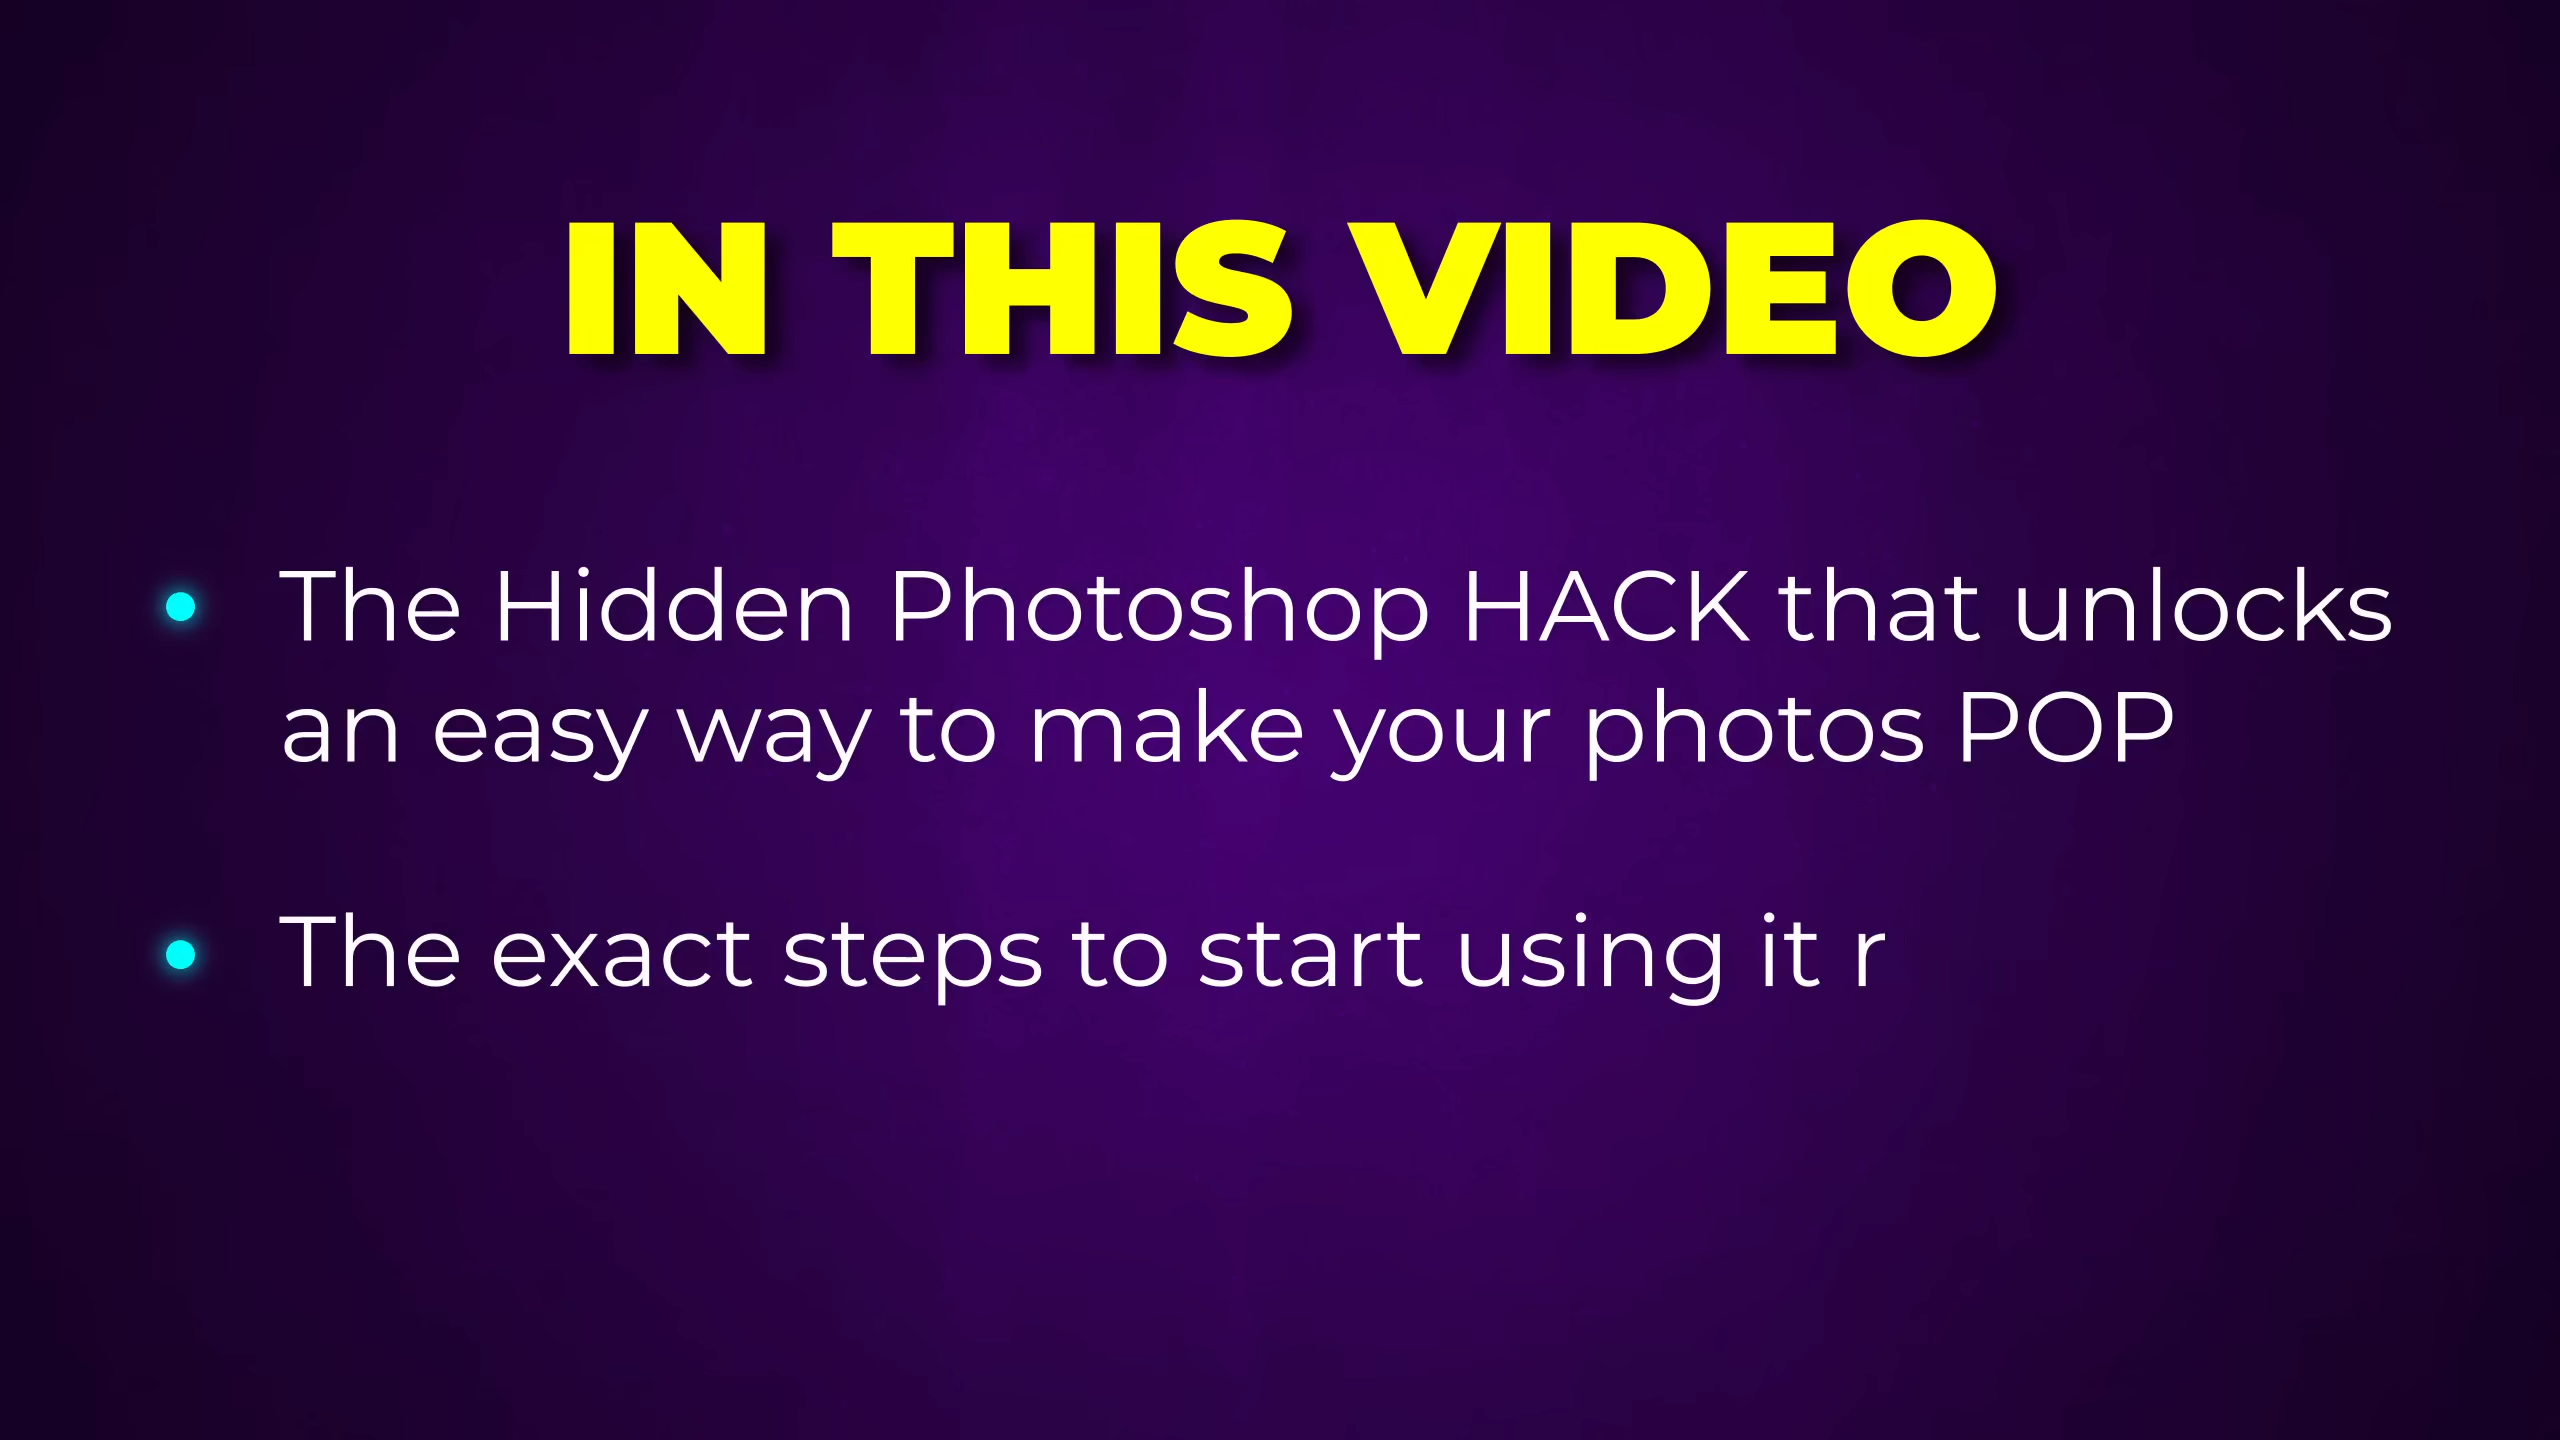 IN THIS VIDEO
• The Hidden Photoshop HACK that unlocks
an easy way to make your photos POP
• The exact steps to start using it r